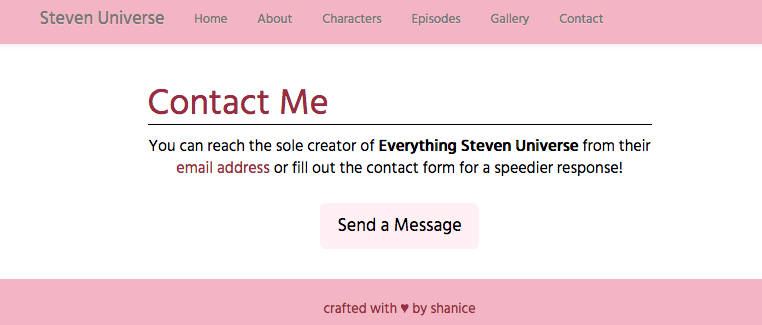 Steven Universe Home About Characters Episodes Gallery Contact
Contact Me
You can reach the sole creator of Everything Steven Universe from their
email address or fill out the contact form for a speedier response!
Send a Message
crafted with ♥ by shanice